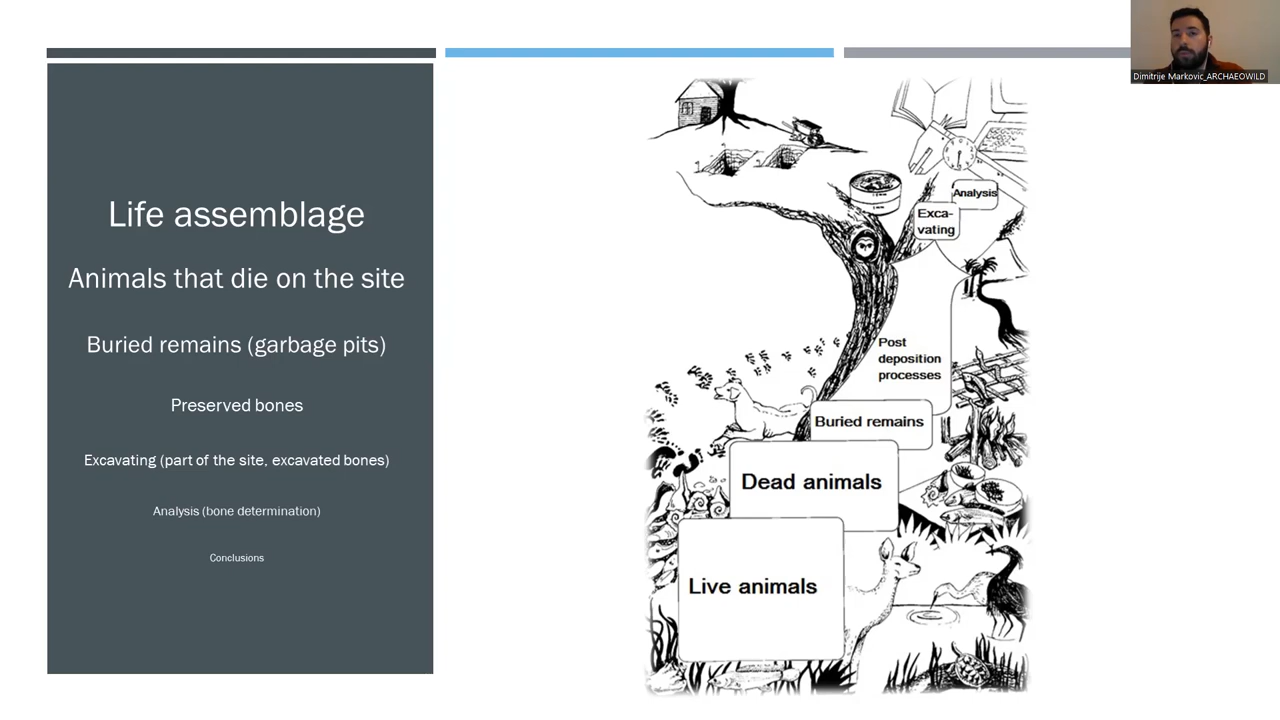 Dimitrije Markovic_ARCHAEOWILD
Life assemblage
Animals that die on the site
Buried remains (garbage pits)
Preserved bones
Excavating (part of the site, excavated bones)
Analysis (bone determination)
Conclusions
Analysis
Exca-
vating
Post
deposition
processes
Buried remains
Dead animals
Live animals